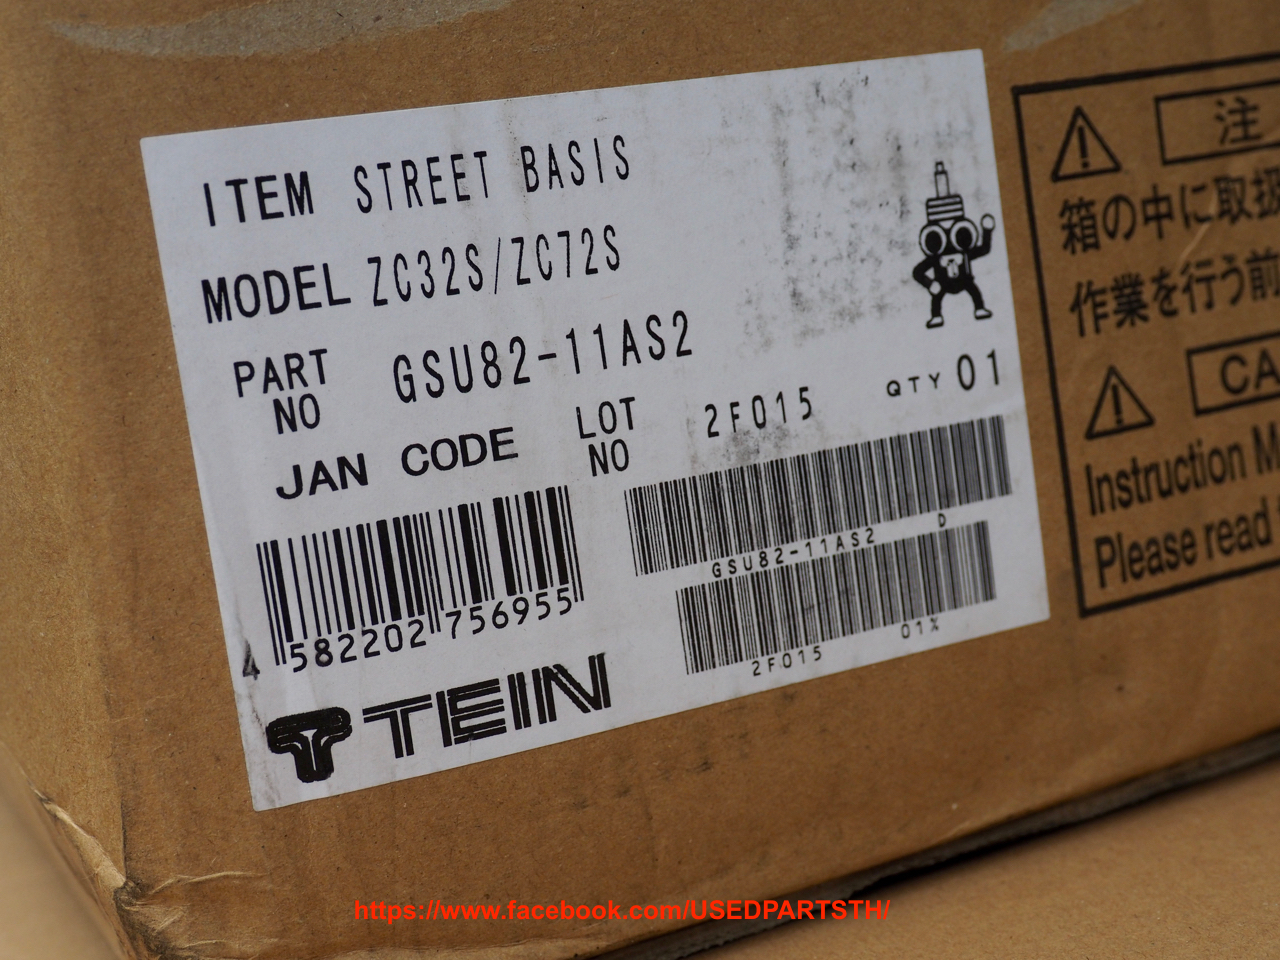 ITEM STREET BASIS
MODEL ZC32S/ZC72S
PART NO GSU82-11AS2
JAN CODE
LOT NO 2F015
QTY 01
4 582202 756955
GSU82-11AS2 D
2F015 01%
TEIN
注
箱の中に取扱
作業を行う前
CA
Instruction M
Please read
https://www.facebook.com/USEDPARTSTH/